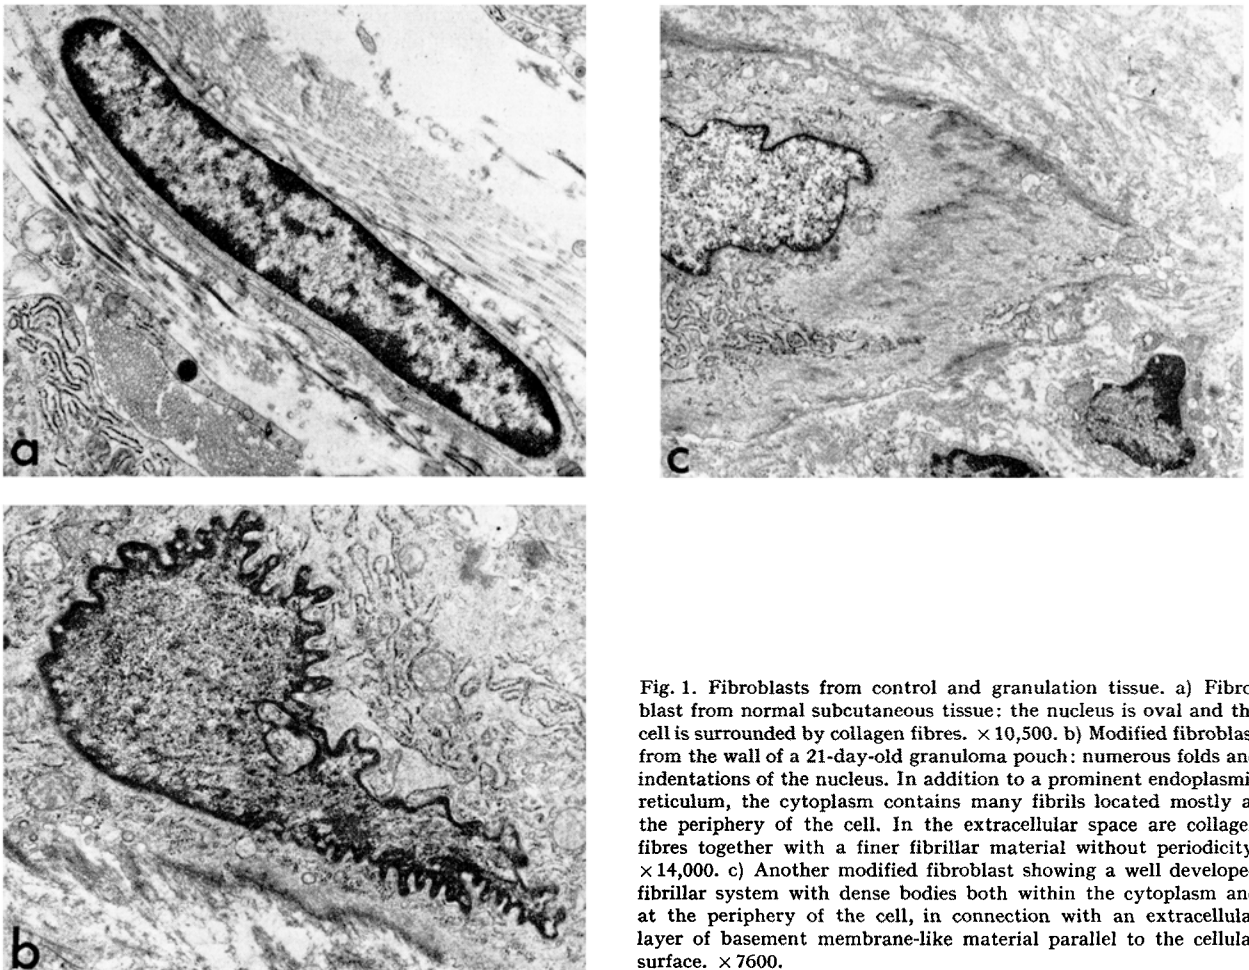 a
c
b
Fig. 1. Fibroblasts from control and granulation tissue. a) Fibro
blast from normal subcutaneous tissue: the nucleus is oval and th
cell is surrounded by collagen fibres. × 10,500. b) Modified fibroblas
from the wall of a 21-day-old granuloma pouch: numerous folds an
indentations of the nucleus. In addition to a prominent endoplasmi
reticulum, the cytoplasm contains many fibrils located mostly a
the periphery of the cell. In the extracellular space are collage
fibres together with a finer fibrillar material without periodicity
× 14,000. c) Another modified fibroblast showing a well develope
fibrillar system with dense bodies both within the cytoplasm an
at the periphery of the cell, in connection with an extracellula
layer of basement membrane-like material parallel to the cellula
surface. × 7600.